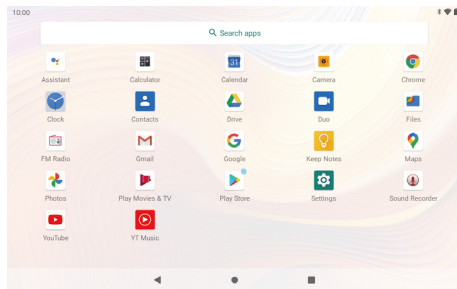 10:00
Search apps
31
Assistant Calculator Calendar Camera Chrome
Clock Contacts Drive Duo Files
FM Radio Gmail Google Keep Notes Maps
Photos Play Movies & TV Play Store Settings Sound Recorder
YouTube YT Music